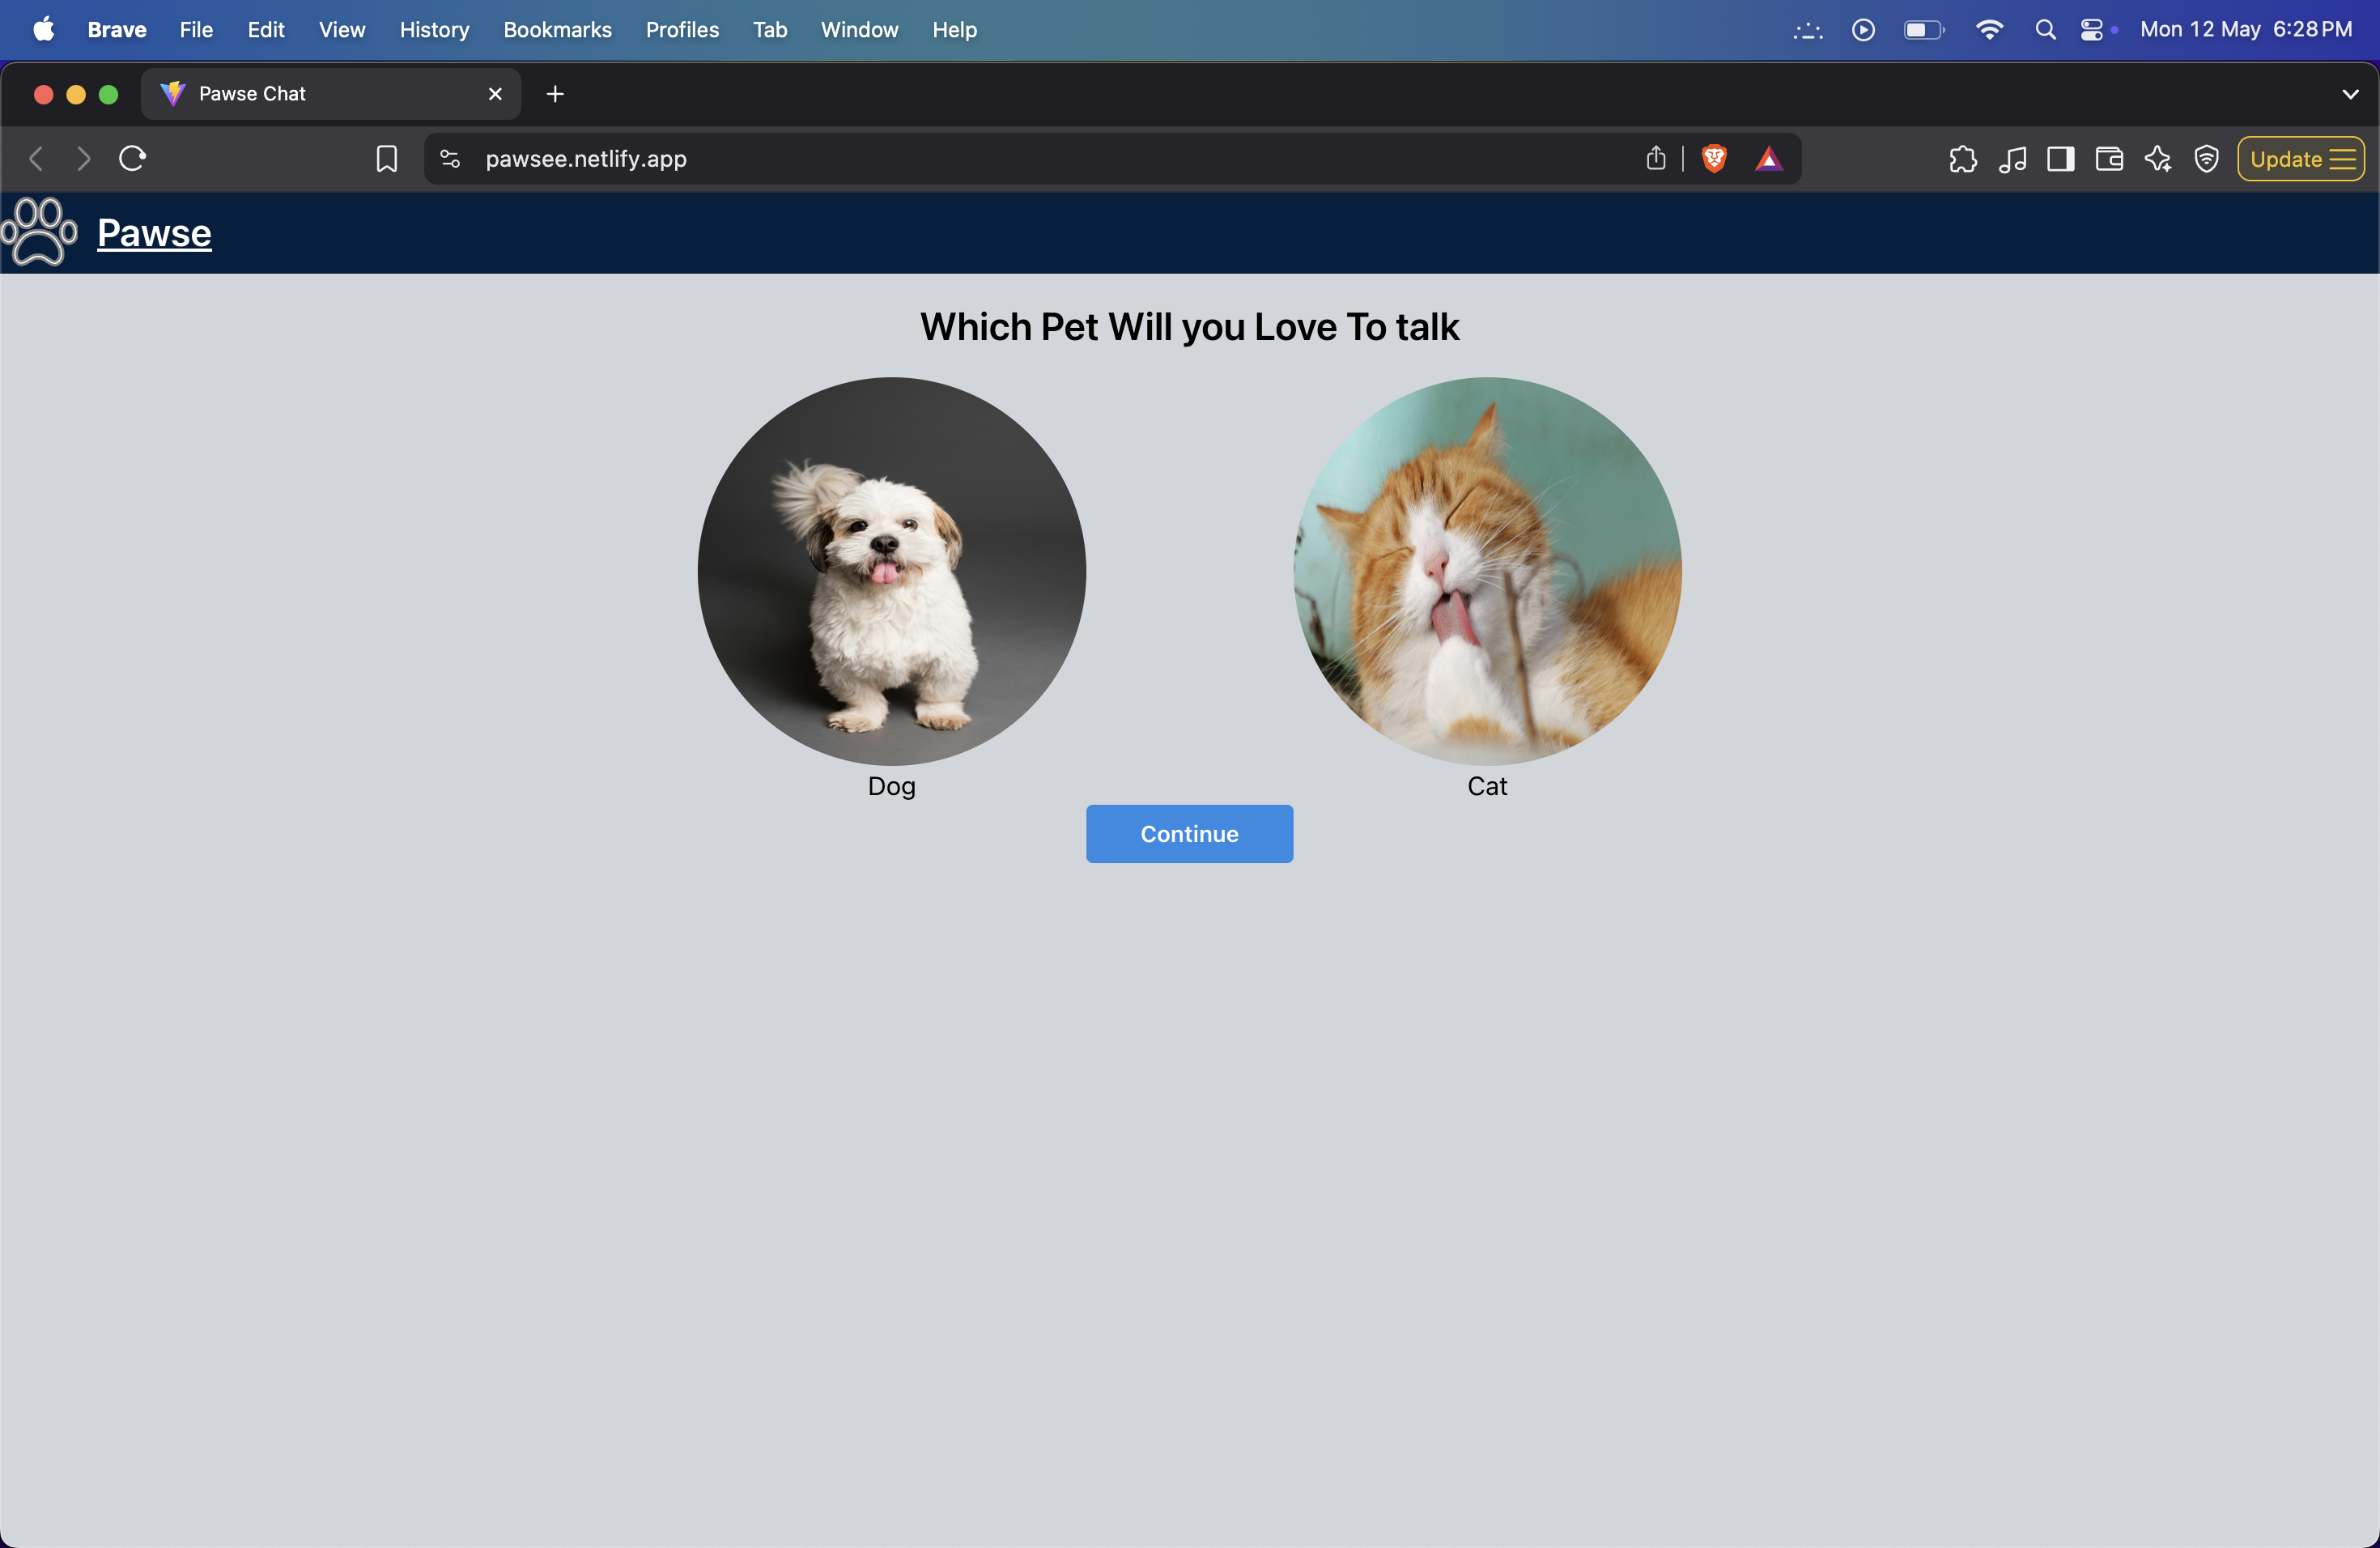 Brave File Edit View History Bookmarks Profiles Tab Window Help Mon 12 May 6:28 PM
Pawse Chat
pawsee.netlify.app Update
Pawse
Which Pet Will you Love To talk
Dog Cat
Continue